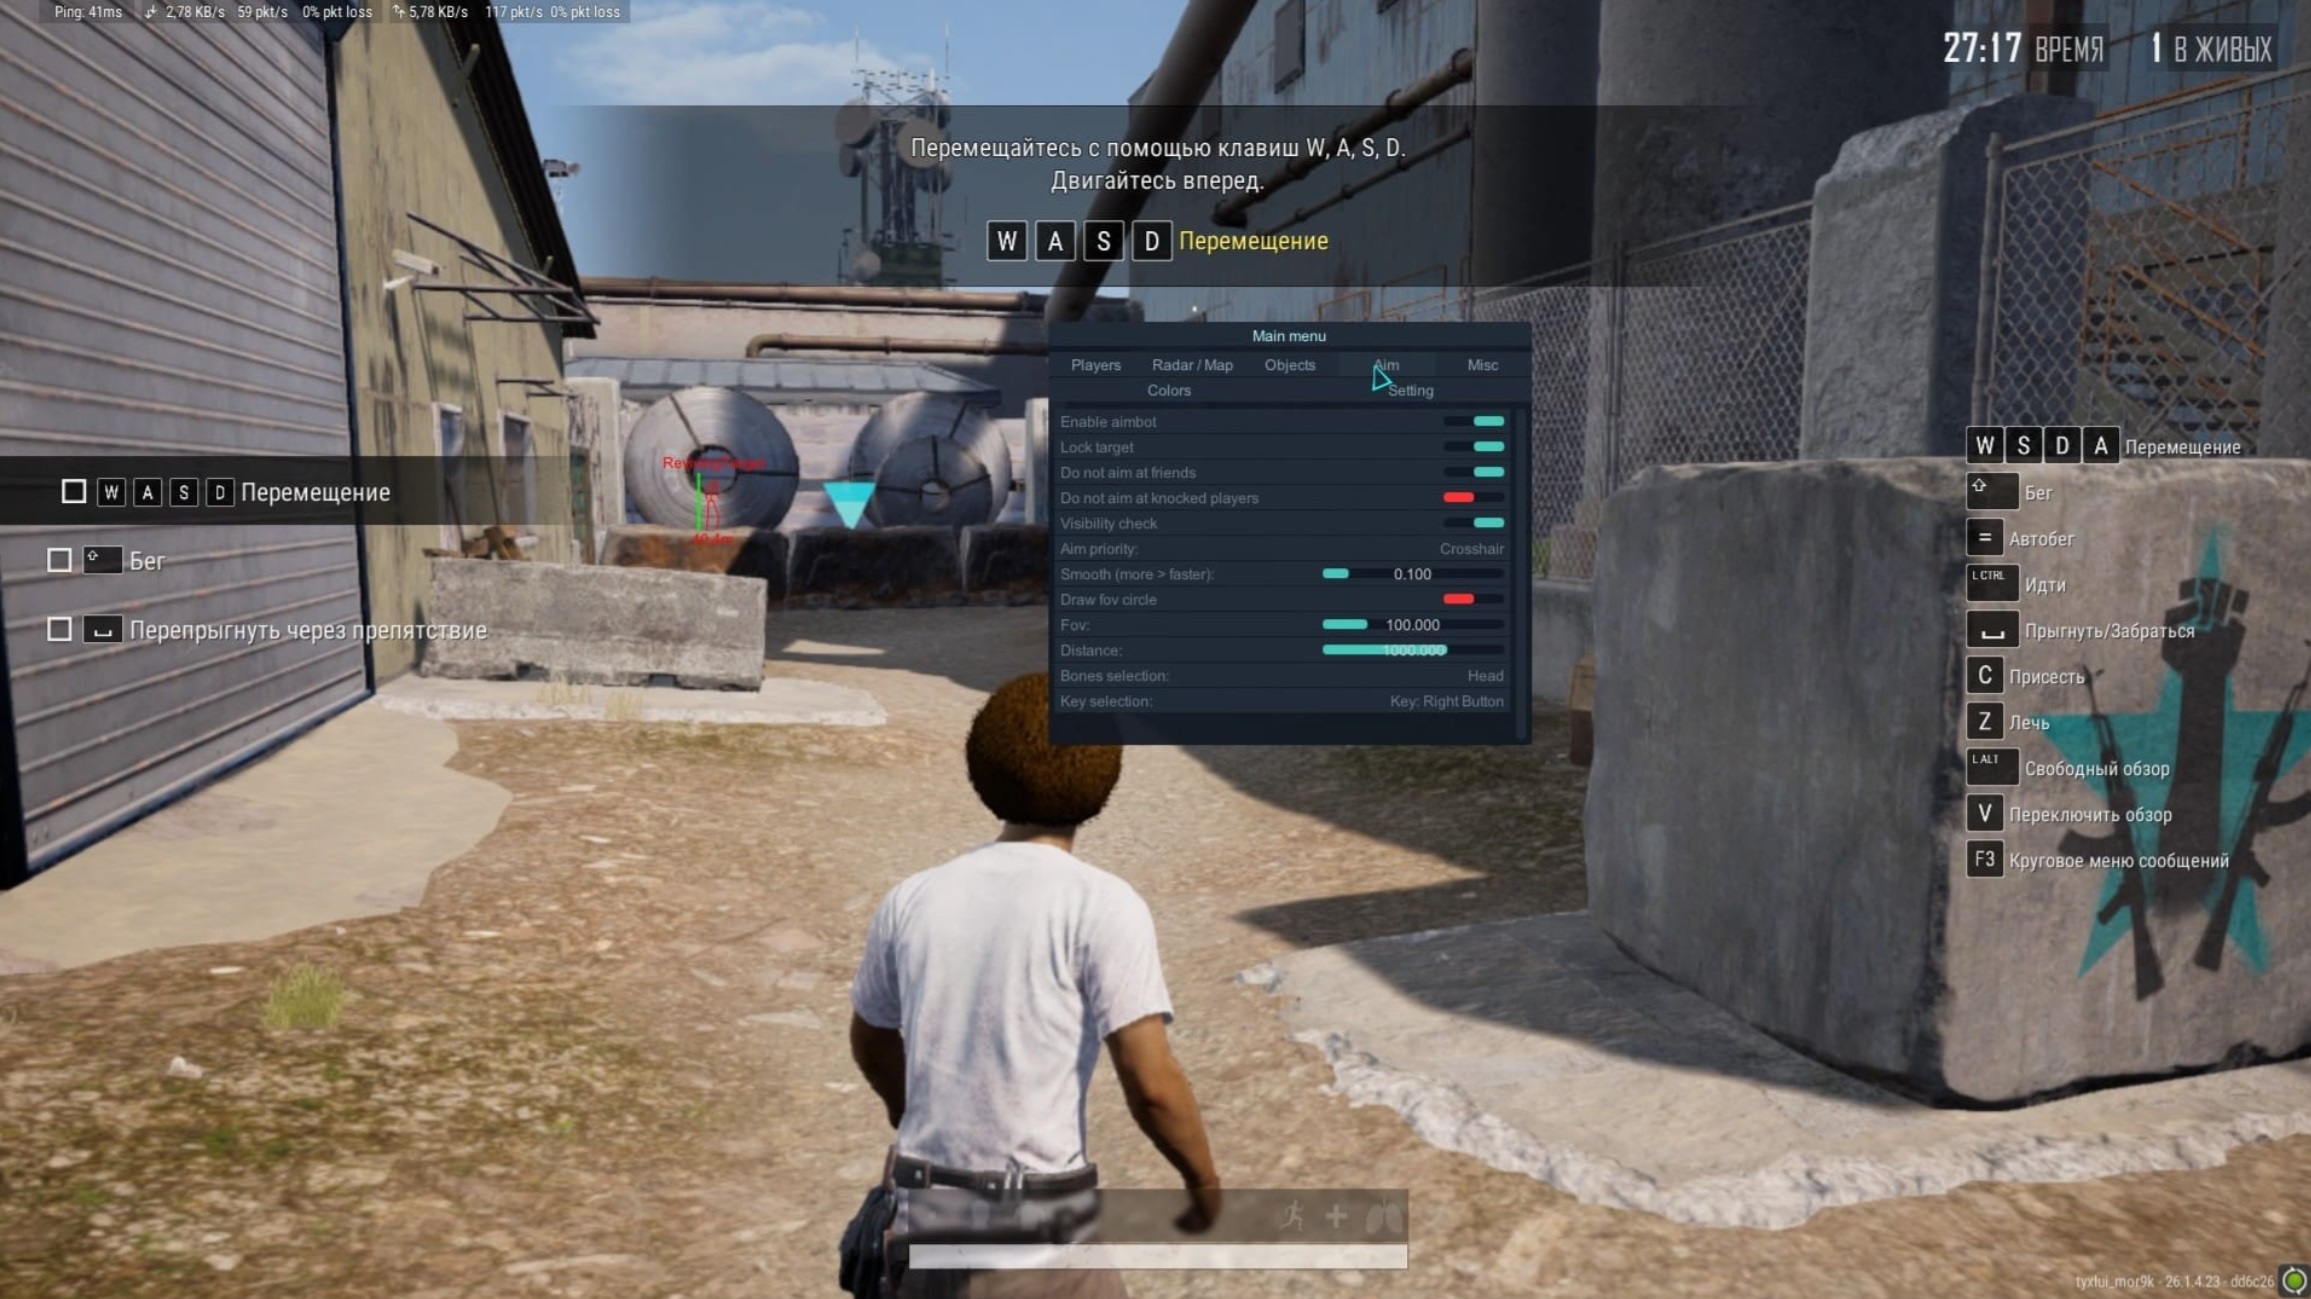 Ping: 41ms 2,78 KB/s 59 pkt/s 0% pkt loss 5,78 KB/s 117 pkt/s 0% pkt loss
27:17 ВРЕМЯ 1 В ЖИВЫХ
Перемещайтесь с помощью клавиш W, A, S, D.
Двигайтесь вперед.
W A S D Перемещение
W A S D Перемещение
Бег
Перепрыгнуть через препятствие
Main menu
Players Radar / Map Objects Aim Misc
Colors Setting
Enable aimbot
Lock target
Do not aim at friends
Do not aim at knocked players
Visibility check
Aim priority: Crosshair
Smooth (more > faster): 0.100
Draw fov circle
Fov: 100.000
Distance: 1000.000
Bones selection: Head
Key selection: Key: Right Button
W S D A Перемещение
Бег
= Автобег
L CTRL Идти
Прыгнуть/Забраться
C Присесть
Z Лечь
L ALT Свободный обзор
V Переключить обзор
F3 Круговое меню сообщений